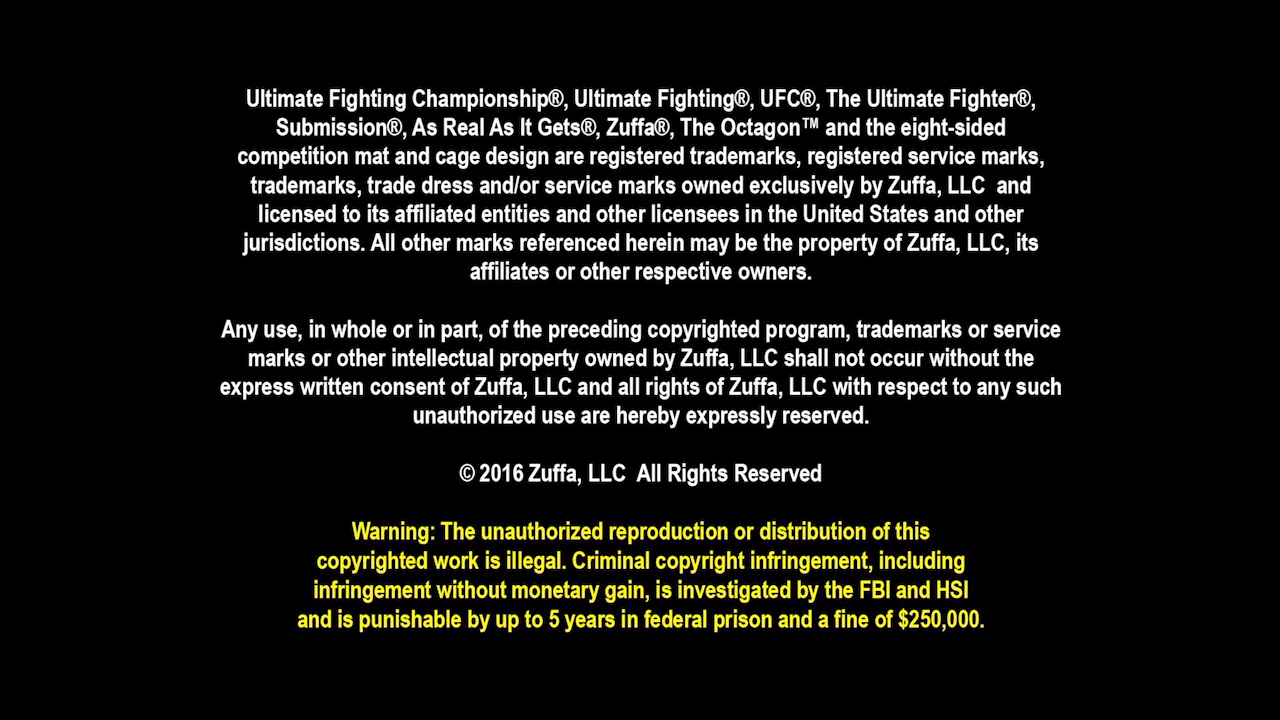 Ultimate Fighting Championship®, Ultimate Fighting®, UFC®, The Ultimate Fighter®,
Submission®, As Real As It Gets®, Zuffa®, The Octagon™ and the eight-sided
competition mat and cage design are registered trademarks, registered service marks,
trademarks, trade dress and/or service marks owned exclusively by Zuffa, LLC  and
licensed to its affiliated entities and other licensees in the United States and other
jurisdictions. All other marks referenced herein may be the property of Zuffa, LLC, its
affiliates or other respective owners.
Any use, in whole or in part, of the preceding copyrighted program, trademarks or service
marks or other intellectual property owned by Zuffa, LLC shall not occur without the
express written consent of Zuffa, LLC and all rights of Zuffa, LLC with respect to any such
unauthorized use are hereby expressly reserved.
© 2016 Zuffa, LLC  All Rights Reserved
Warning: The unauthorized reproduction or distribution of this
copyrighted work is illegal. Criminal copyright infringement, including
infringement without monetary gain, is investigated by the FBI and HSI
and is punishable by up to 5 years in federal prison and a fine of $250,000.